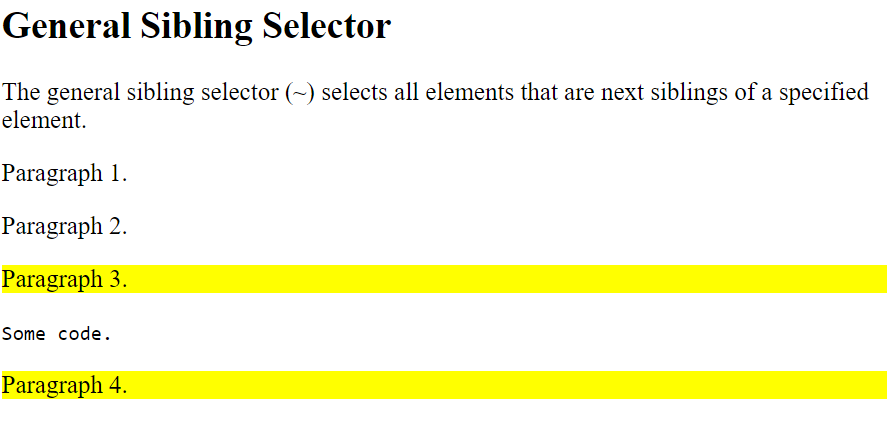 General Sibling Selector
The general sibling selector (~) selects all elements that are next siblings of a specified
element.
Paragraph 1.
Paragraph 2.
Paragraph 3.
Some code.
Paragraph 4.